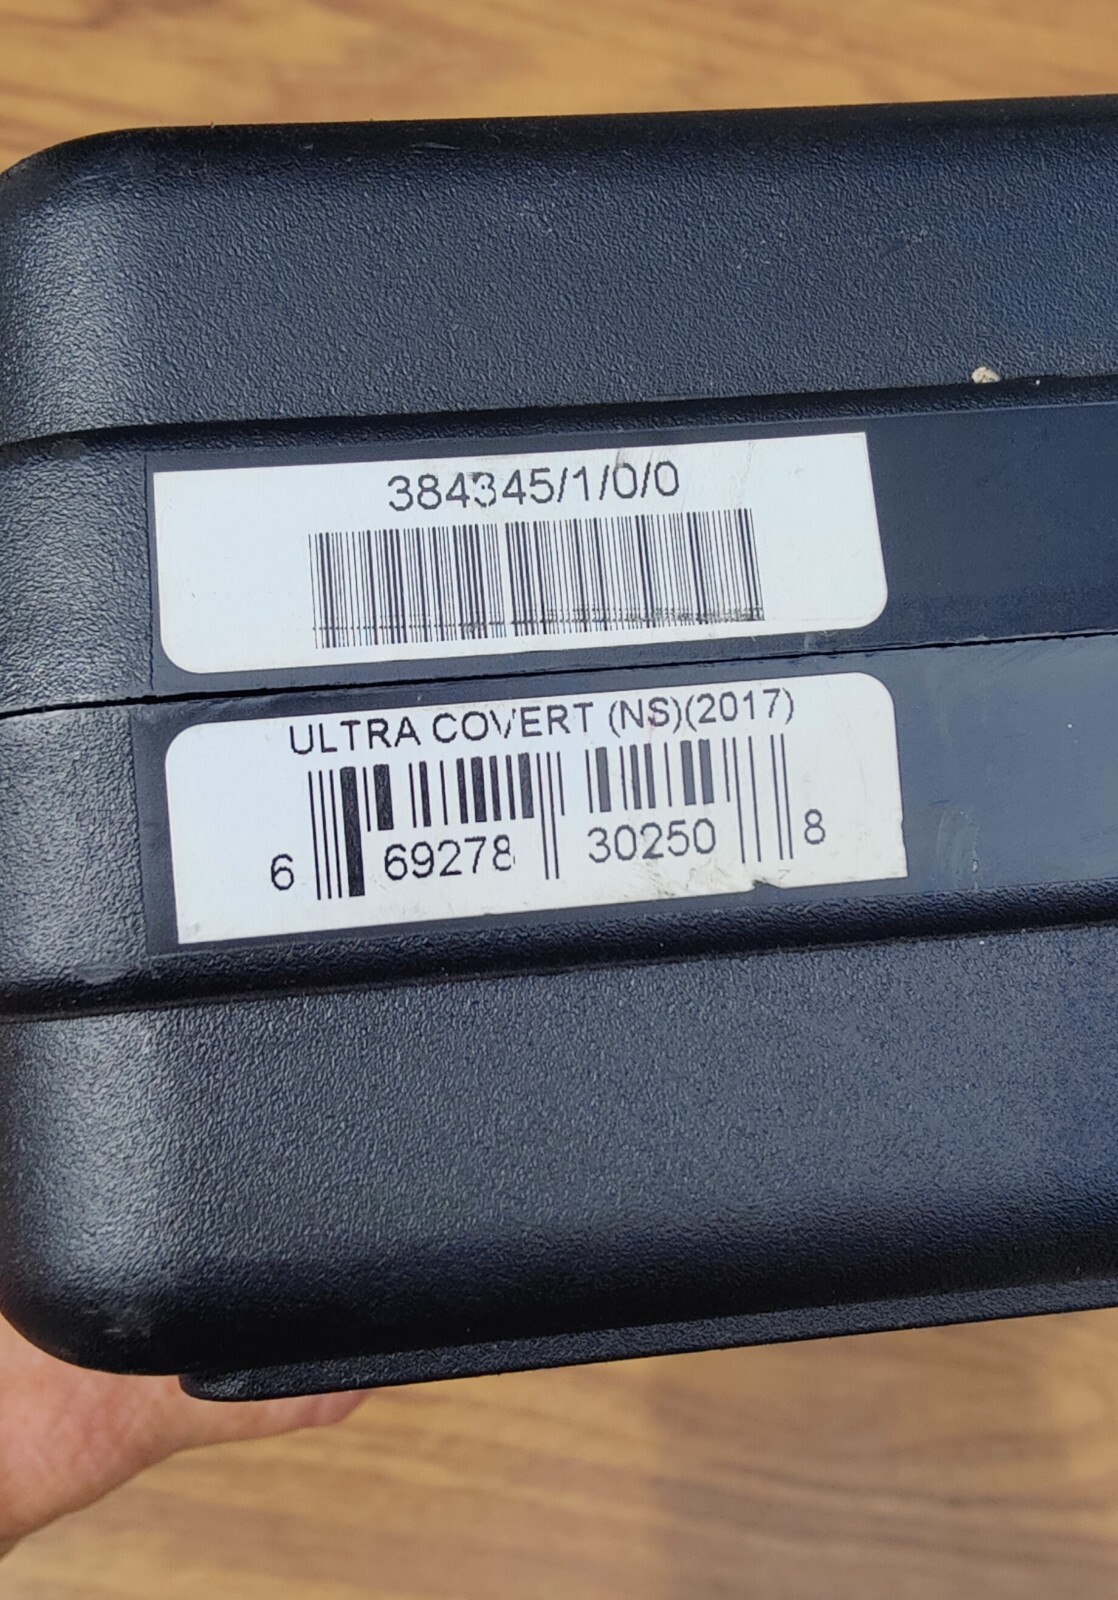 384345/1/0/0
ULTRA COVERT (NS)(2017)
6 69278 30250 8